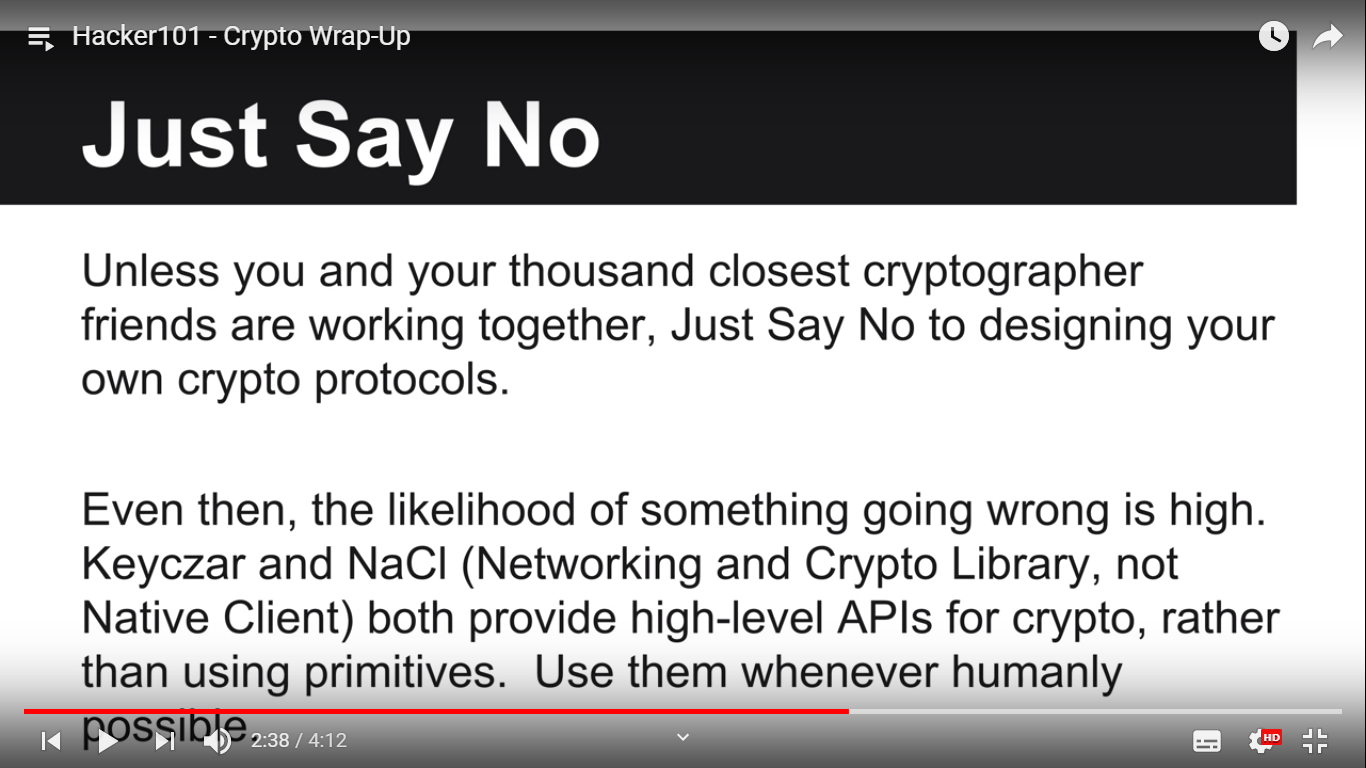 Hacker101 - Crypto Wrap-Up
Just Say No
Unless you and your thousand closest cryptographer
friends are working together, Just Say No to designing your
own crypto protocols.
Even then, the likelihood of something going wrong is high.
Keyczar and NaCl (Networking and Crypto Library, not
Native Client) both provide high-level APIs for crypto, rather
than using primitives.  Use them whenever humanly
possible.
2:38 / 4:12
HD